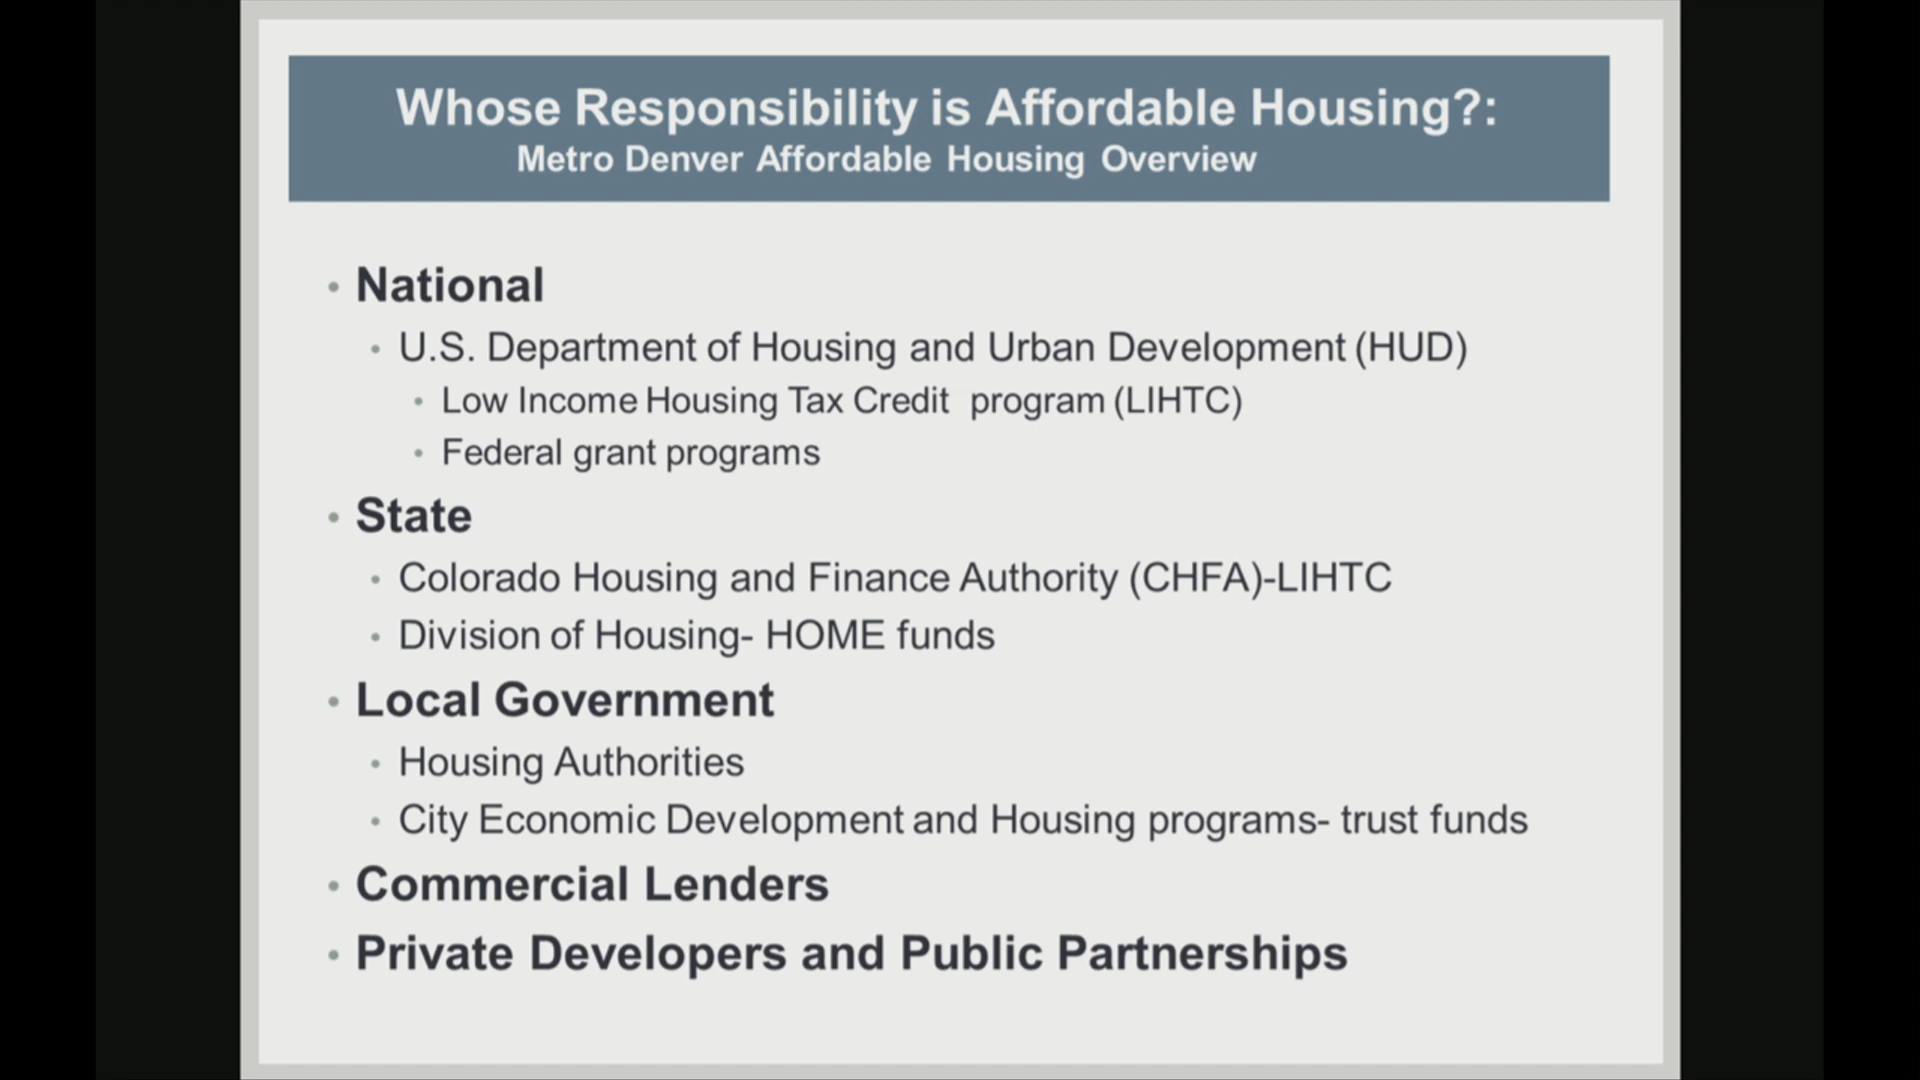 Whose Responsibility is Affordable Housing?:
Metro Denver Affordable Housing Overview
• National
• U.S. Department of Housing and Urban Development (HUD)
• Low Income Housing Tax Credit program (LIHTC)
• Federal grant programs
• State
• Colorado Housing and Finance Authority (CHFA)-LIHTC
• Division of Housing- HOME funds
• Local Government
• Housing Authorities
• City Economic Development and Housing programs- trust funds
• Commercial Lenders
• Private Developers and Public Partnerships